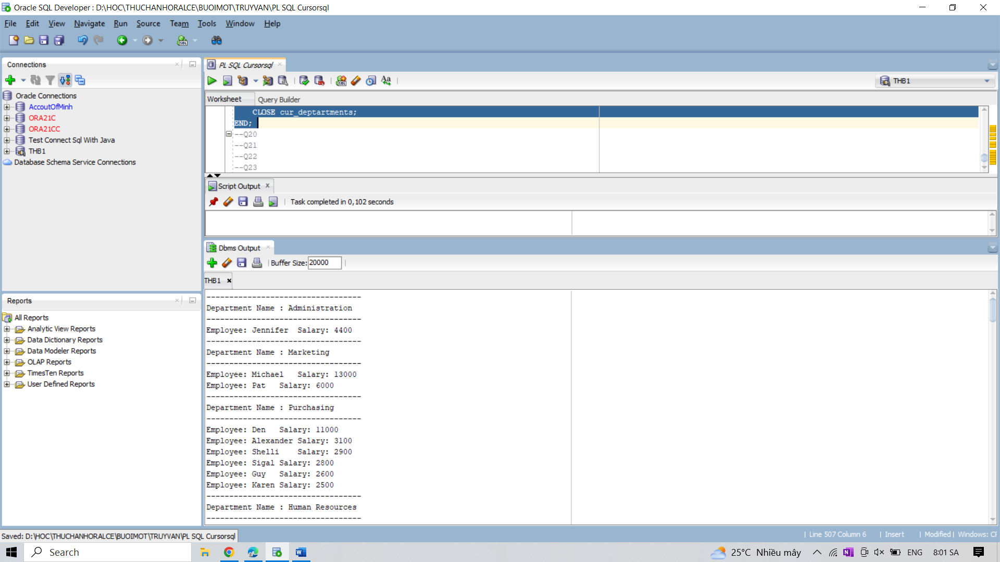 Oracle SQL Developer : D:\HOC\THUCHANHORALCE\BUOIMOT\TRUYVAN\PL SQL Cursorsql
File Edit View Navigate Run Source Team Tools Window Help
Connections
Oracle Connections
AccoutOfMinh
ORA21C
ORA21CC
Test Connect Sql With Java
THB1
Database Schema Service Connections
Reports
All Reports
Analytic View Reports
Data Dictionary Reports
Data Modeler Reports
OLAP Reports
TimesTen Reports
User Defined Reports
PL SQL Cursorsql
THB1
Worksheet Query Builder
CLOSE cur_deptartments;
END;
--Q20
--Q21
--Q22
--Q23
Script Output
Task completed in 0,102 seconds
Dbms Output
Buffer Size: 20000
THB1
----------------------------------
Department Name : Administration
----------------------------------
Employee: Jennifer  Salary: 4400
----------------------------------
Department Name : Marketing
----------------------------------
Employee: Michael   Salary: 13000
Employee: Pat   Salary: 6000
----------------------------------
Department Name : Purchasing
----------------------------------
Employee: Den   Salary: 11000
Employee: Alexander Salary: 3100
Employee: Shelli    Salary: 2900
Employee: Sigal Salary: 2800
Employee: Guy   Salary: 2600
Employee: Karen Salary: 2500
----------------------------------
Department Name : Human Resources
----------------------------------
Saved: D:\HOC\THUCHANHORALCE\BUOIMOT\TRUYVAN\PL SQL Cursorsql
| Line 507 Column 6 | Insert | Modified | Windows: CF
Search
25°C Nhiều mây ENG 8:01 SA